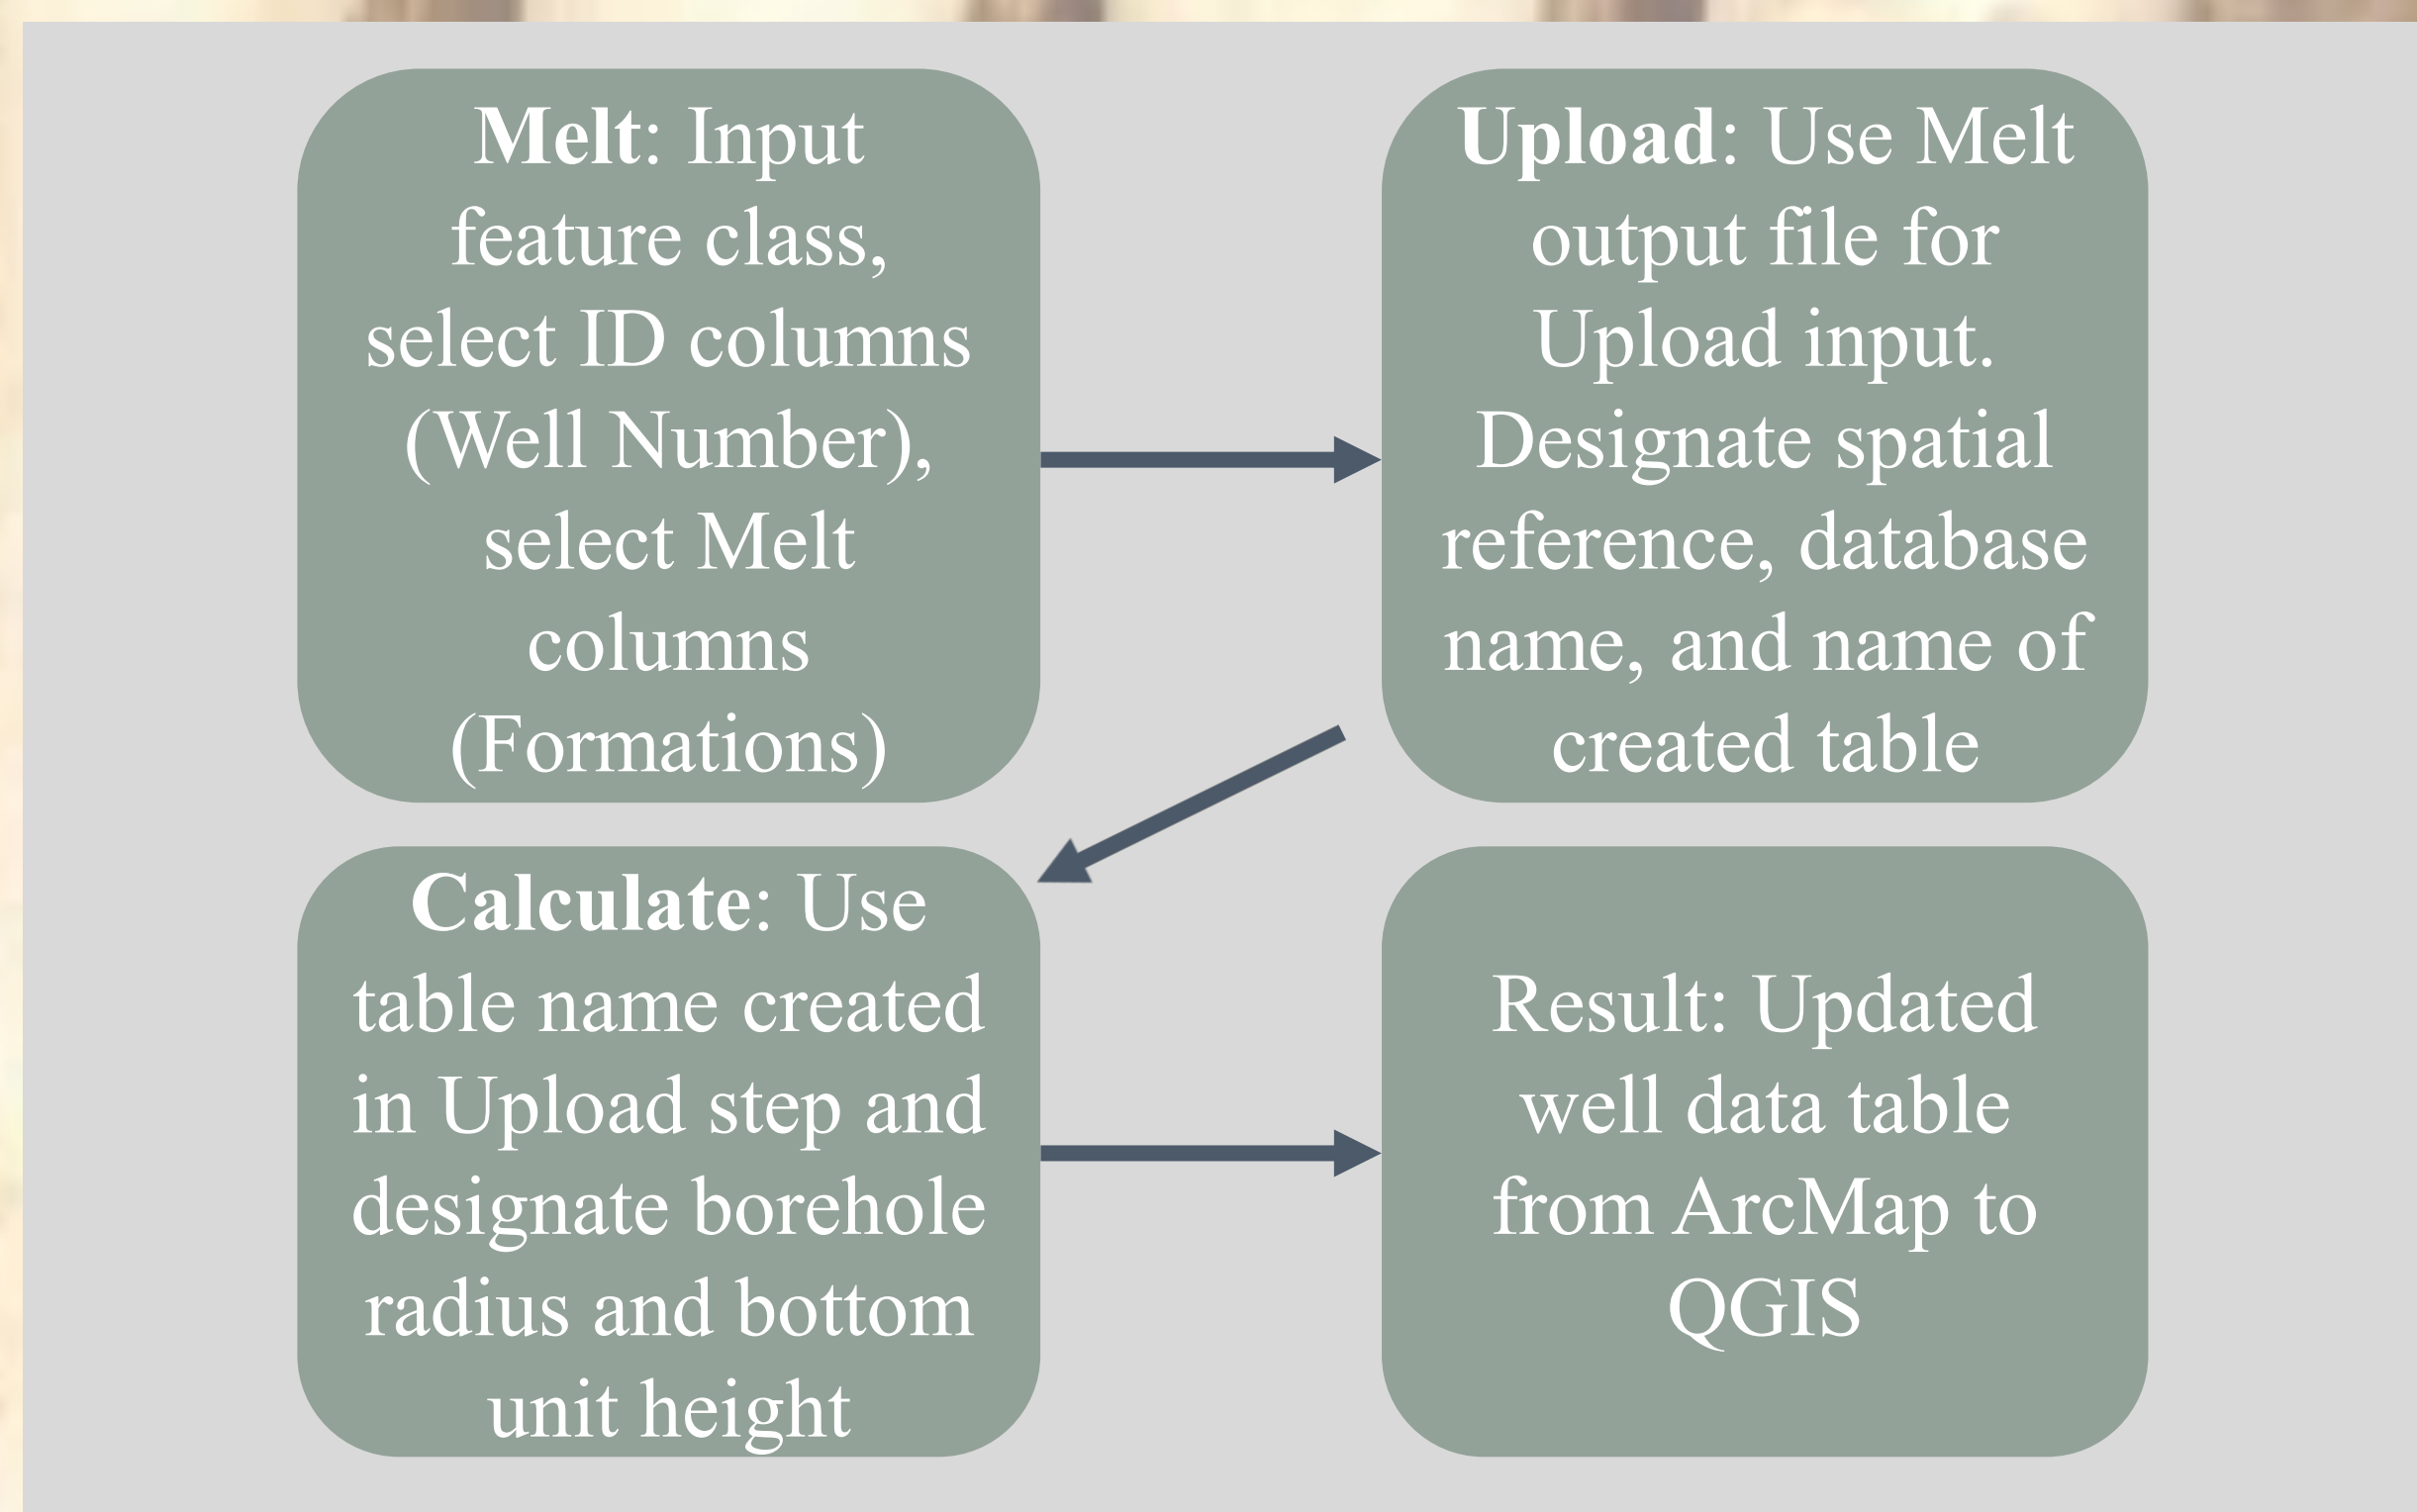 Melt: Input
feature class,
select ID columns
(Well Number),
select Melt
columns
(Formations)
Upload: Use Melt
output file for
Upload input.
Designate spatial
reference, database
name, and name of
created table
Calculate: Use
table name created
in Upload step and
designate borehole
radius and bottom
unit height
Result: Updated
well data table
from ArcMap to
QGIS